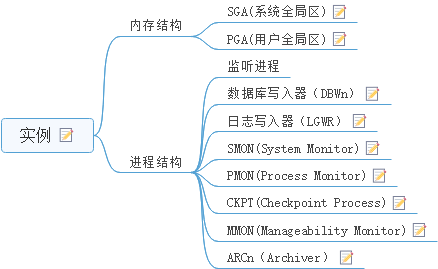 实例
内存结构
SGA(系统全局区)
PGA(用户全局区)
进程结构
监听进程
数据库写入器（DBWn）
日志写入器（LGWR）
SMON(System Monitor)
PMON(Process Monitor)
CKPT(Checkpoint Process)
MMON(Manageability Monitor)
ARCn（Archiver）